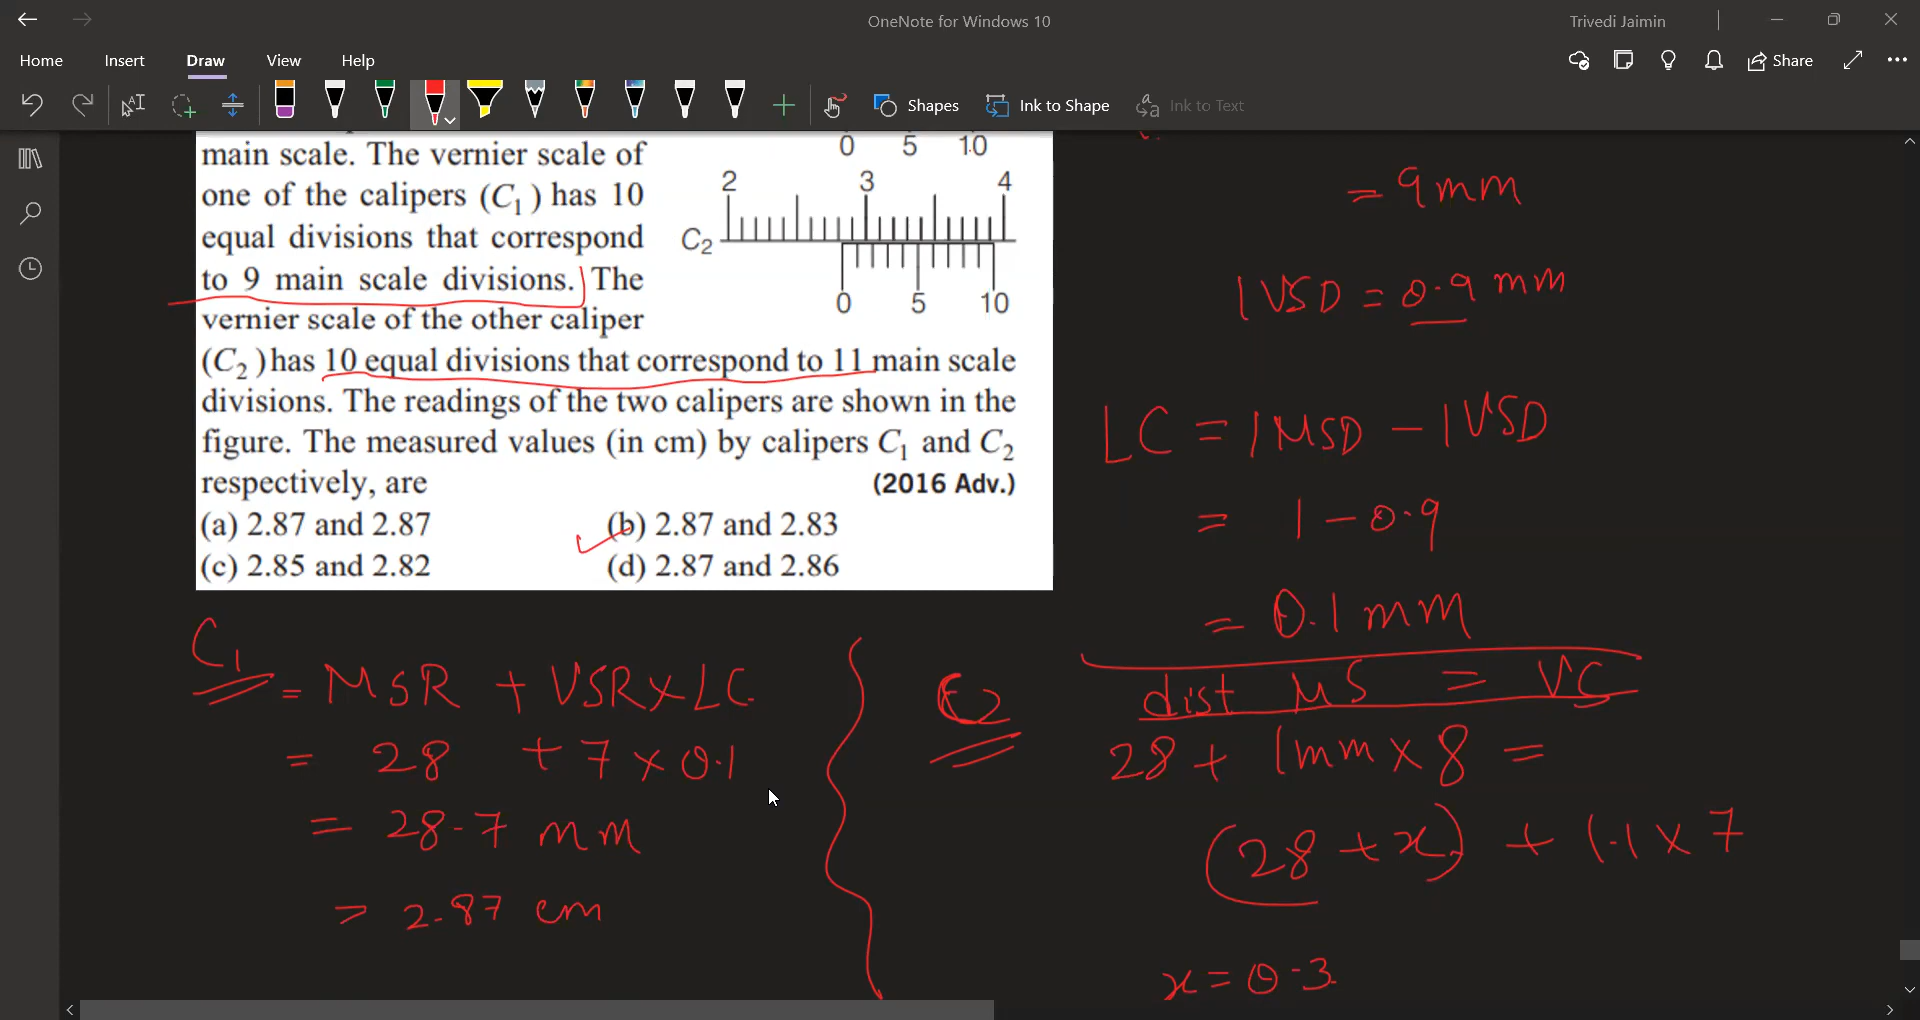 OneNote for Windows 10
Trivedi Jaimin
Home Insert Draw View Help
Share
Shapes Ink to Shape Ink to Text
main scale. The vernier scale of
one of the calipers (C₁) has 10
equal divisions that correspond
to 9 main scale divisions. The
vernier scale of the other caliper
(C₂) has 10 equal divisions that correspond to 11 main scale
divisions. The readings of the two calipers are shown in the
figure. The measured values (in cm) by calipers C₁ and C₂
respectively, are (2016 Adv.)
(a) 2.87 and 2.87 (b) 2.87 and 2.83
(c) 2.85 and 2.82 (d) 2.87 and 2.86
0 5 10
2 3 4
C₂
0 5 10
= 9 mm
1 VSD = 0.9 mm
LC = 1 MSD - 1 VSD
= 1 - 0.9
= 0.1 mm
C₁ = MSR + VSR × LC
= 28 + 7 × 0.1
= 28.7 mm
= 2.87 cm
C₂
dist MS = VC
28 + 1mm × 8 =
(28 + x) + 1.1 × 7
x = 0.3